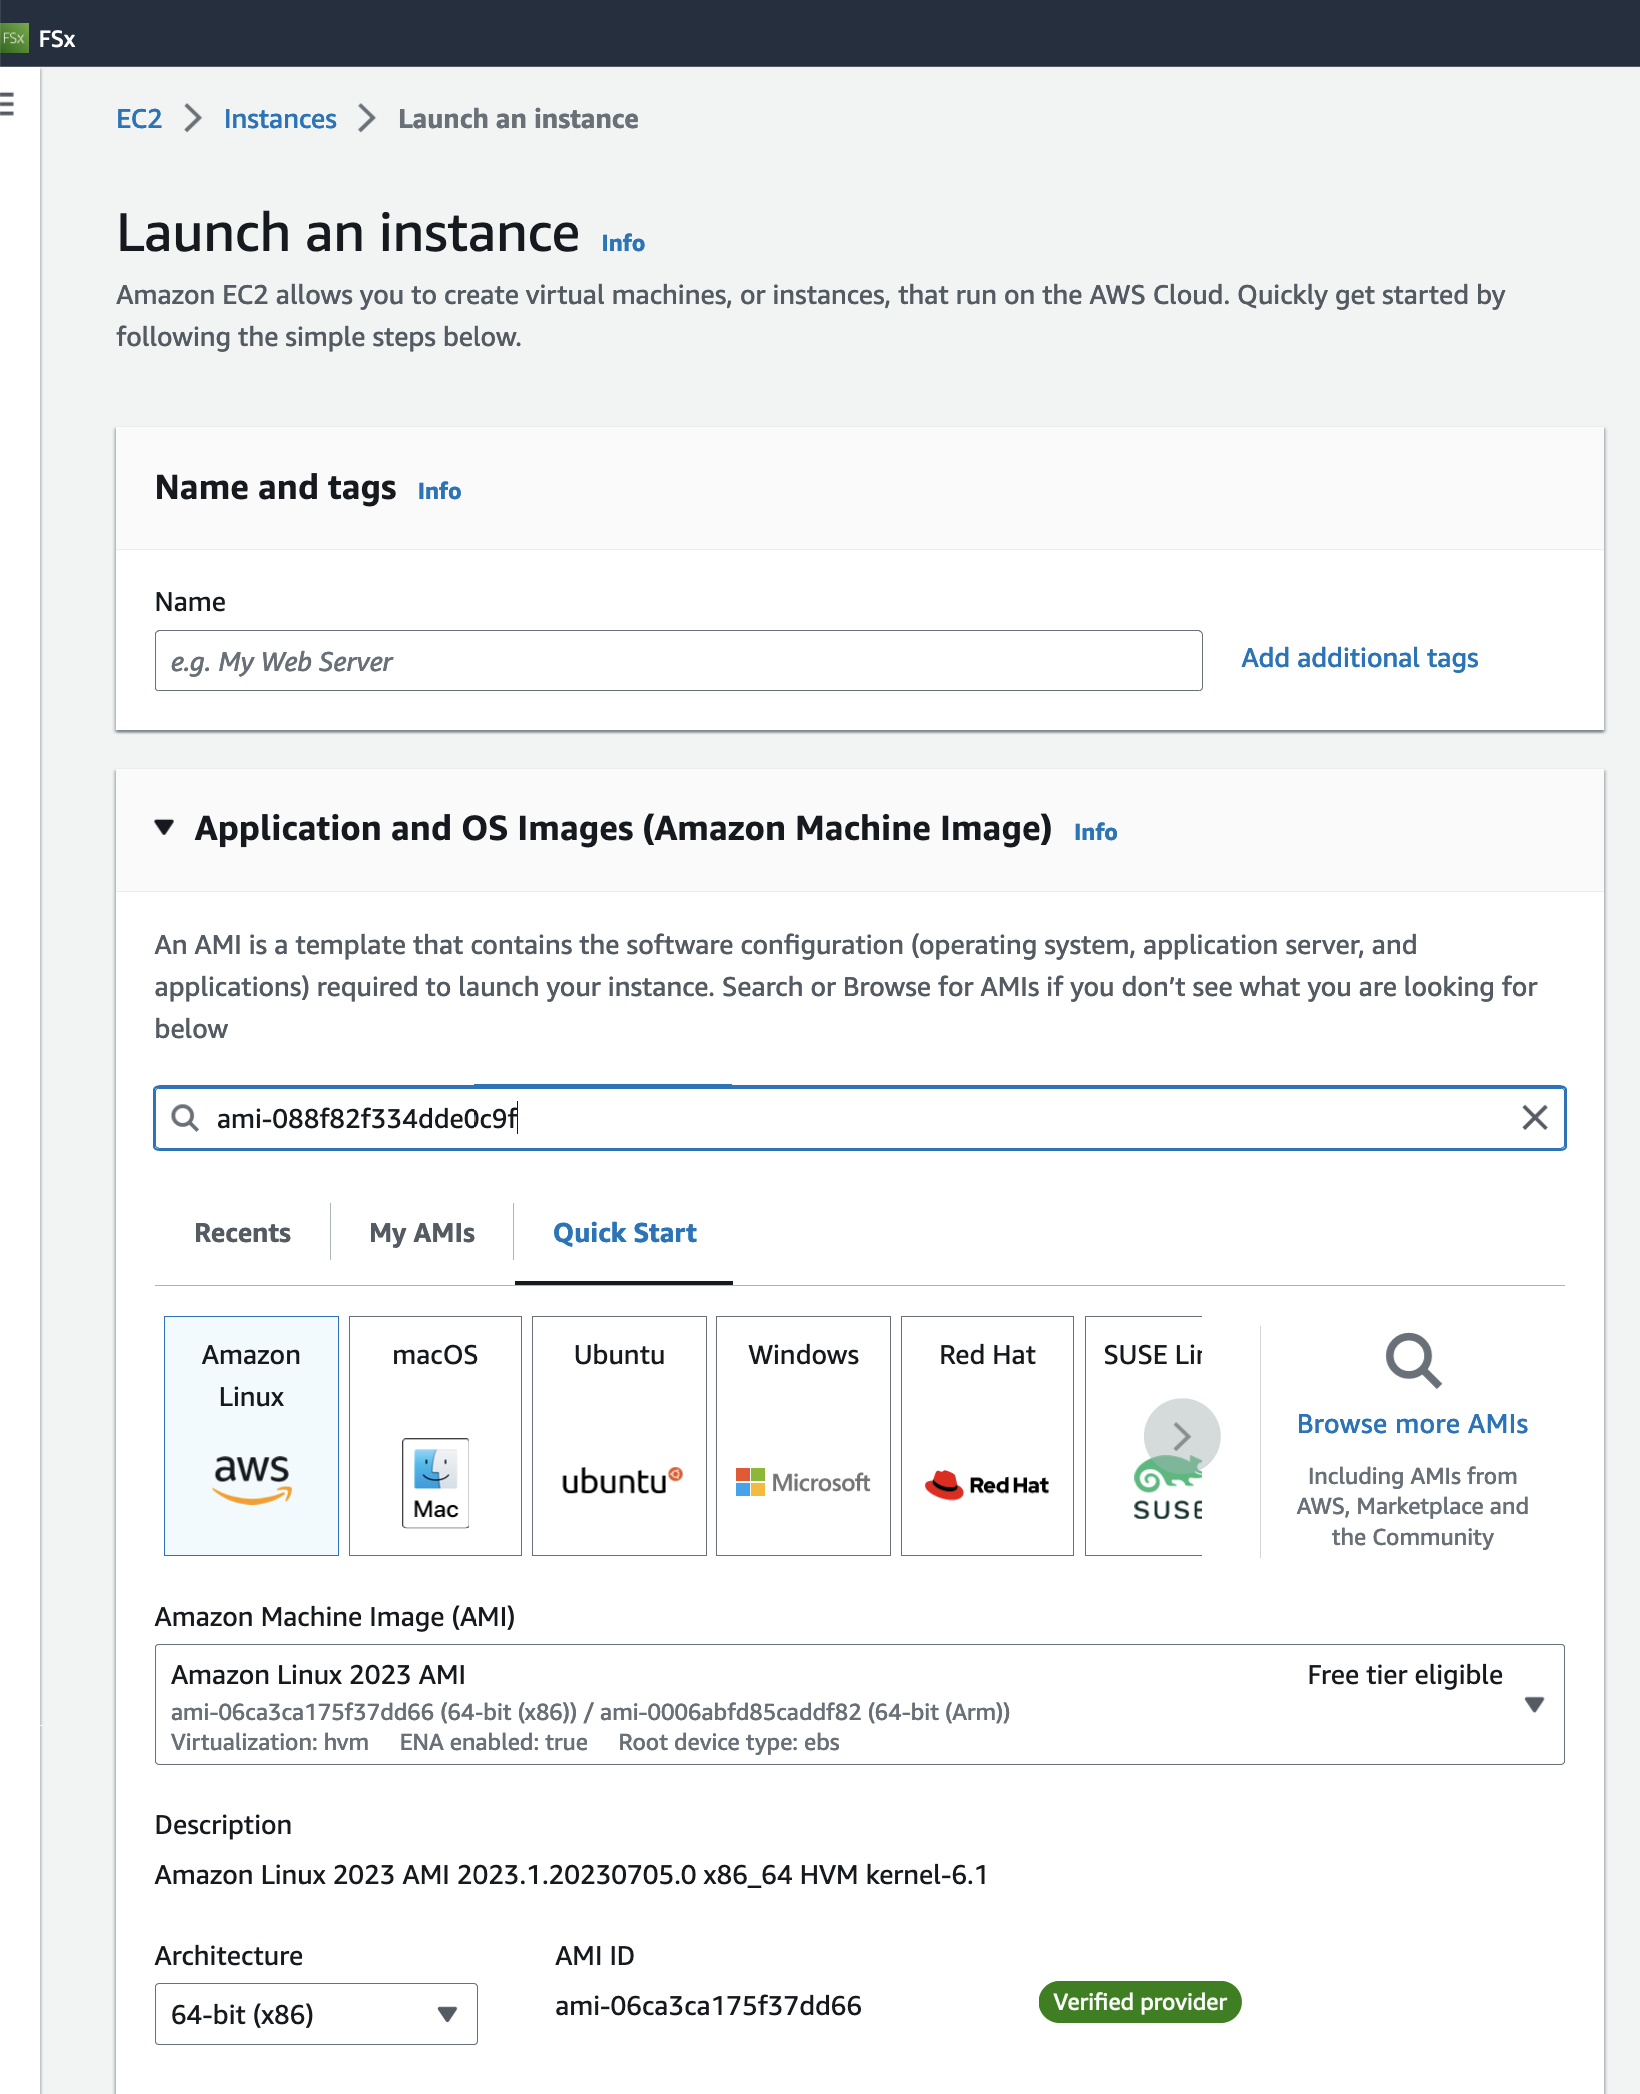 FSx FSx
EC2 Instances Launch an instance
Launch an instance Info
Amazon EC2 allows you to create virtual machines, or instances, that run on the AWS Cloud. Quickly get started by
following the simple steps below.
Name and tags Info
Name
e.g. My Web Server
Add additional tags
Application and OS Images (Amazon Machine Image) Info
An AMI is a template that contains the software configuration (operating system, application server, and
applications) required to launch your instance. Search or Browse for AMIs if you don’t see what you are looking for
below
ami-088f82f334dde0c9f
Recents My AMIs Quick Start
Amazon
Linux
aws
macOS
Mac
Ubuntu
ubuntu
Windows
Microsoft
Red Hat
Red Hat
SUSE Lin
SUSE
Browse more AMIs
Including AMIs from
AWS, Marketplace and
the Community
Amazon Machine Image (AMI)
Amazon Linux 2023 AMI Free tier eligible
ami-06ca3ca175f37dd66 (64-bit (x86)) / ami-0006abfd85caddf82 (64-bit (Arm))
Virtualization: hvm ENA enabled: true Root device type: ebs
Description
Amazon Linux 2023 AMI 2023.1.20230705.0 x86_64 HVM kernel-6.1
Architecture AMI ID
64-bit (x86) ami-06ca3ca175f37dd66 Verified provider